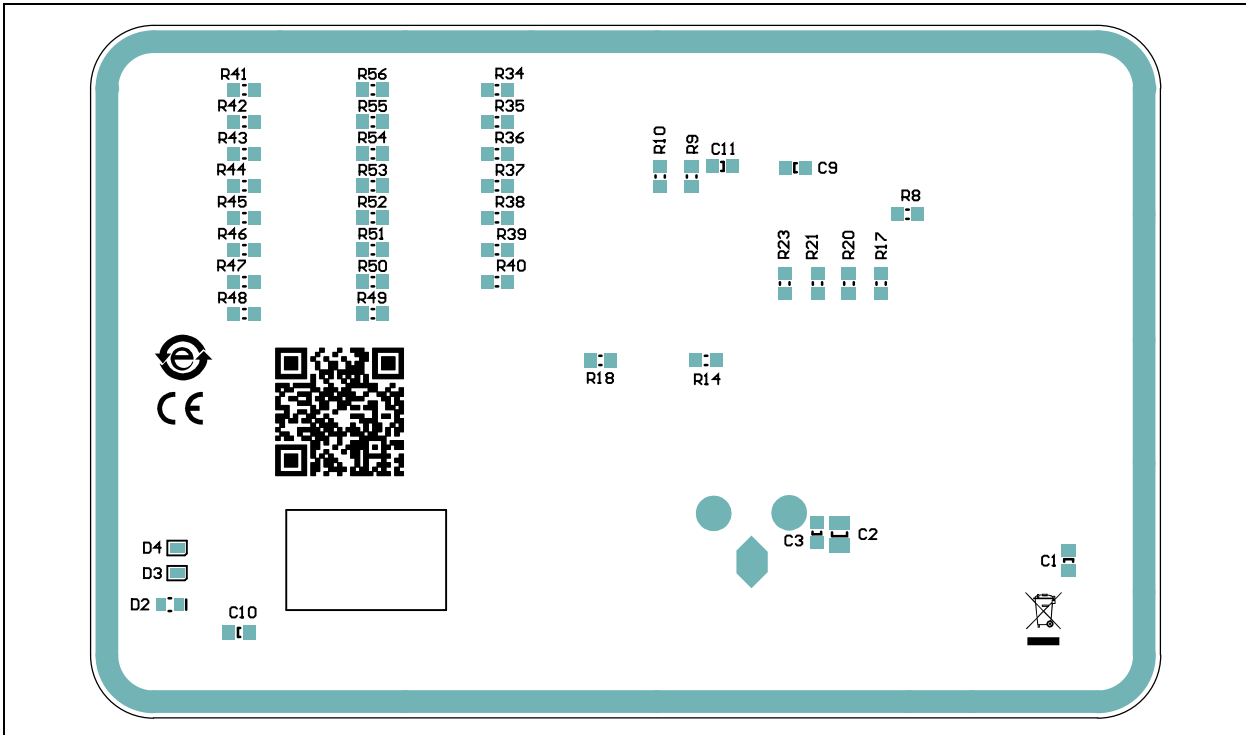 R41 R56 R34
R42 R55 R35
R43 R54 R36
R10 R9 C11
R44 R53 R37
C9
R45 R52 R38
R8
R46 R51 R39
R23 R21 R20 R17
R47 R50 R40
R48 R49
e
R18 R14
CE
D4
C3 C2
D3
C1
D2
C10